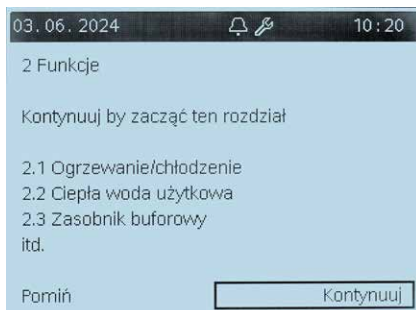 03.06.2024 10:20
2 Funkcje
Kontynuuj by zacząć ten rozdział
2.1 Ogrzewanie/chłodzenie
2.2 Ciepła woda użytkowa
2.3 Zasobnik buforowy
itd.
Pomiń Kontynuuj